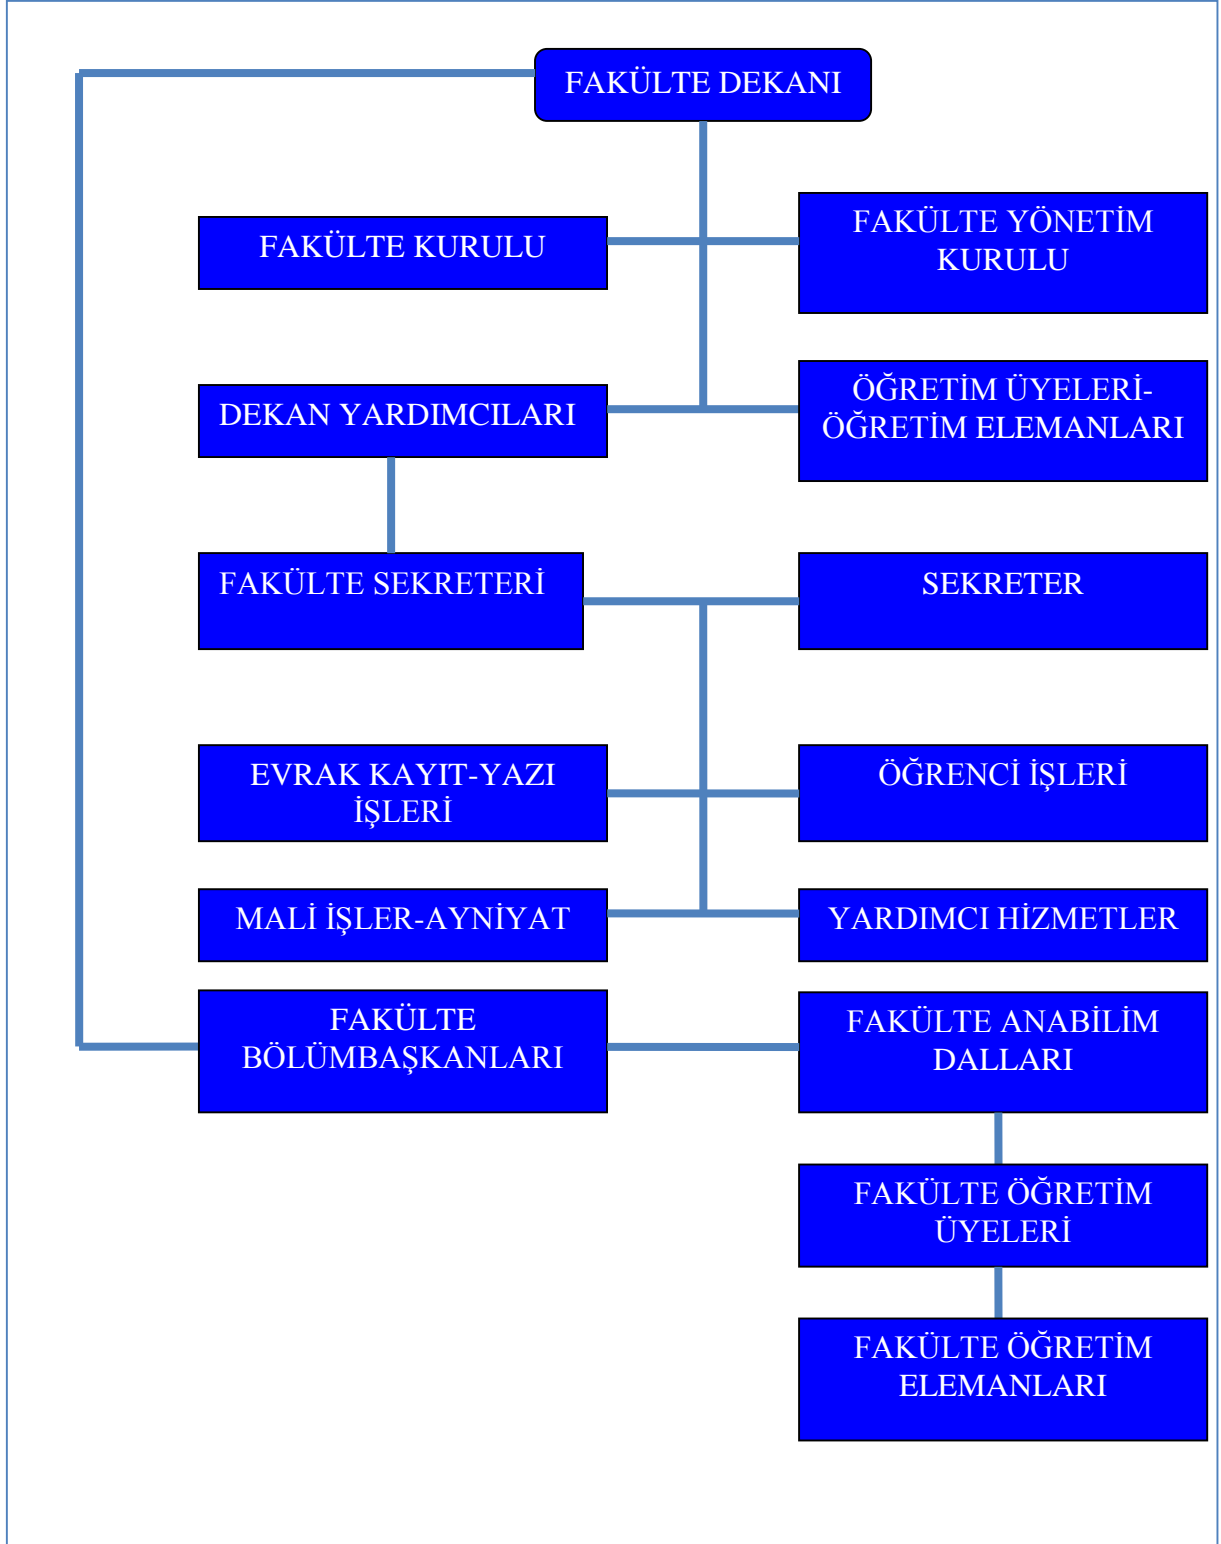 FAKÜLTE DEKANI
FAKÜLTE KURULU
FAKÜLTE YÖNETİM
KURULU
DEKAN YARDIMCILARI
ÖĞRETİM ÜYELERİ-
ÖĞRETİM ELEMANLARI
FAKÜLTE SEKRETERİ
SEKRETER
EVRAK KAYIT-YAZI
İŞLERİ
ÖĞRENCİ İŞLERİ
MALİ İŞLER-AYNİYAT
YARDIMCI HİZMETLER
FAKÜLTE
BÖLÜMBAŞKANLARI
FAKÜLTE ANABİLİM
DALLARI
FAKÜLTE ÖĞRETİM
ÜYELERİ
FAKÜLTE ÖĞRETİM
ELEMANLARI